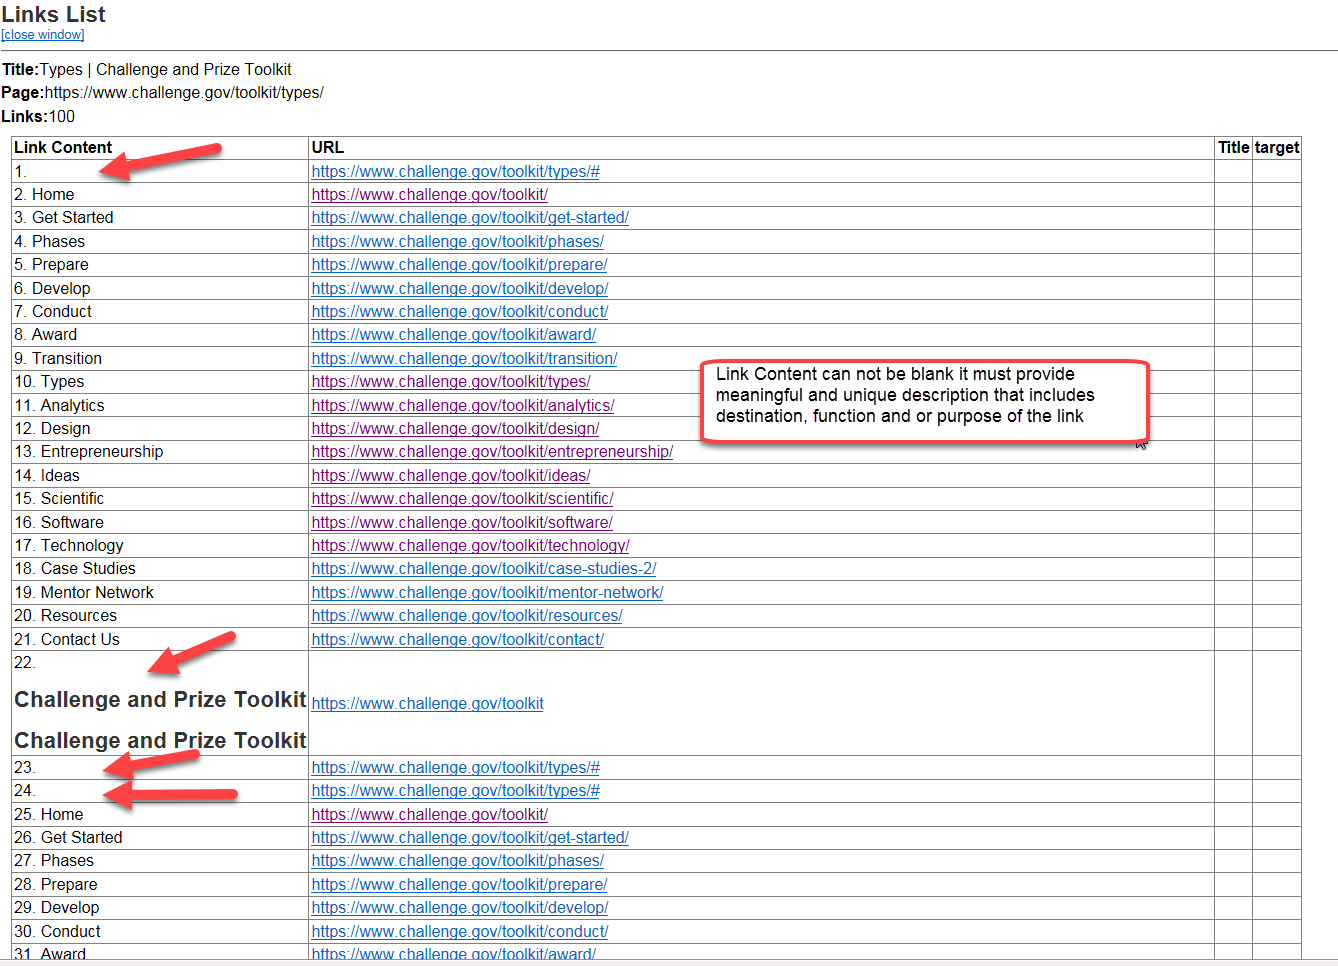 Links List
[close window]
Title:Types | Challenge and Prize Toolkit
Page:https://www.challenge.gov/toolkit/types/
Links:100
Link Content URL Title target
1. https://www.challenge.gov/toolkit/types/#
2. Home https://www.challenge.gov/toolkit/
3. Get Started https://www.challenge.gov/toolkit/get-started/
4. Phases https://www.challenge.gov/toolkit/phases/
5. Prepare https://www.challenge.gov/toolkit/prepare/
6. Develop https://www.challenge.gov/toolkit/develop/
7. Conduct https://www.challenge.gov/toolkit/conduct/
8. Award https://www.challenge.gov/toolkit/award/
9. Transition https://www.challenge.gov/toolkit/transition/
10. Types https://www.challenge.gov/toolkit/types/
11. Analytics https://www.challenge.gov/toolkit/analytics/
12. Design https://www.challenge.gov/toolkit/design/
13. Entrepreneurship https://www.challenge.gov/toolkit/entrepreneurship/
14. Ideas https://www.challenge.gov/toolkit/ideas/
15. Scientific https://www.challenge.gov/toolkit/scientific/
16. Software https://www.challenge.gov/toolkit/software/
17. Technology https://www.challenge.gov/toolkit/technology/
18. Case Studies https://www.challenge.gov/toolkit/case-studies-2/
19. Mentor Network https://www.challenge.gov/toolkit/mentor-network/
20. Resources https://www.challenge.gov/toolkit/resources/
21. Contact Us https://www.challenge.gov/toolkit/contact/
22.
Challenge and Prize Toolkit https://www.challenge.gov/toolkit
Challenge and Prize Toolkit
23. https://www.challenge.gov/toolkit/types/#
24. https://www.challenge.gov/toolkit/types/#
25. Home https://www.challenge.gov/toolkit/
26. Get Started https://www.challenge.gov/toolkit/get-started/
27. Phases https://www.challenge.gov/toolkit/phases/
28. Prepare https://www.challenge.gov/toolkit/prepare/
29. Develop https://www.challenge.gov/toolkit/develop/
30. Conduct https://www.challenge.gov/toolkit/conduct/
31. Award https://www.challenge.gov/toolkit/award/
Link Content can not be blank it must provide
meaningful and unique description that includes
destination, function and or purpose of the link